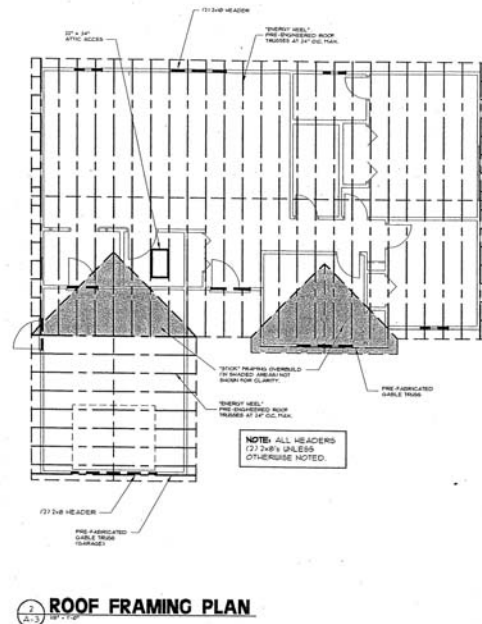 (2) 2x10 HEADER
"ENERGY HEEL"
PRE-ENGINEERED ROOF
TRUSSES AT 24" O.C. MAX.
22" x 34"
ATTIC ACCES
"STICK" FRAMING OVERBUILD
(IN SHADED AREAS) NOT
SHOWN FOR CLARITY.
PRE-FABRICATED
GABLE TRUSS
"ENERGY HEEL"
PRE-ENGINEERED ROOF
TRUSSES AT 24" O.C. MAX.
NOTE: ALL HEADERS
(2) 2x8's UNLESS
OTHERWISE NOTED.
(2) 2x8 HEADER
PRE-FABRICATED
GABLE TRUSS
(GARAGE)
2
A-3
ROOF FRAMING PLAN